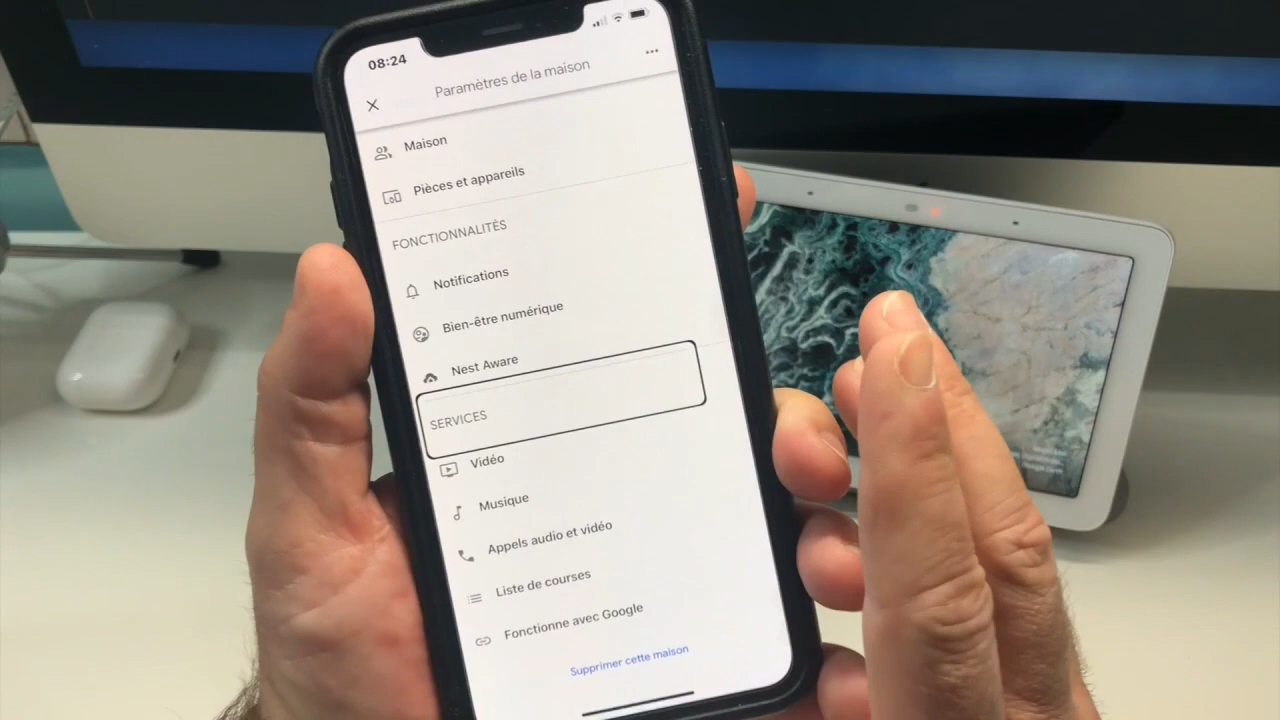 08:24
Paramètres de la maison
Maison
Pièces et appareils
FONCTIONNALITÉS
Notifications
Bien-être numérique
Nest Aware
SERVICES
Vidéo
Musique
Appels audio et vidéo
Liste de courses
Fonctionne avec Google
Supprimer cette maison